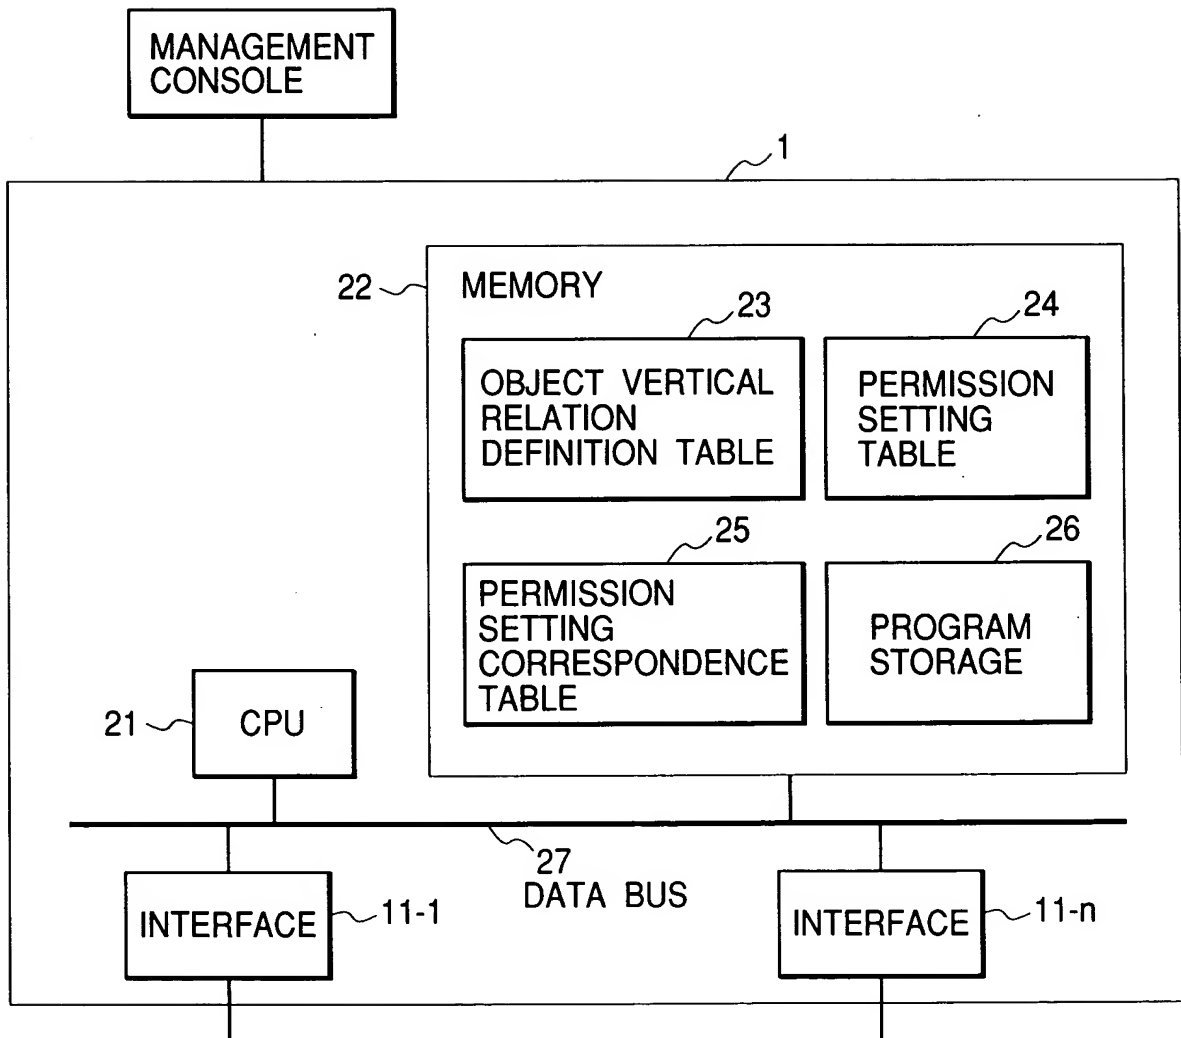 MANAGEMENT
CONSOLE
1
22
MEMORY
23
24
OBJECT VERTICAL
RELATION
DEFINITION TABLE
PERMISSION
SETTING
TABLE
25
26
PERMISSION
SETTING
CORRESPONDENCE
TABLE
PROGRAM
STORAGE
21
CPU
27
DATA BUS
INTERFACE
11-1
INTERFACE
11-n